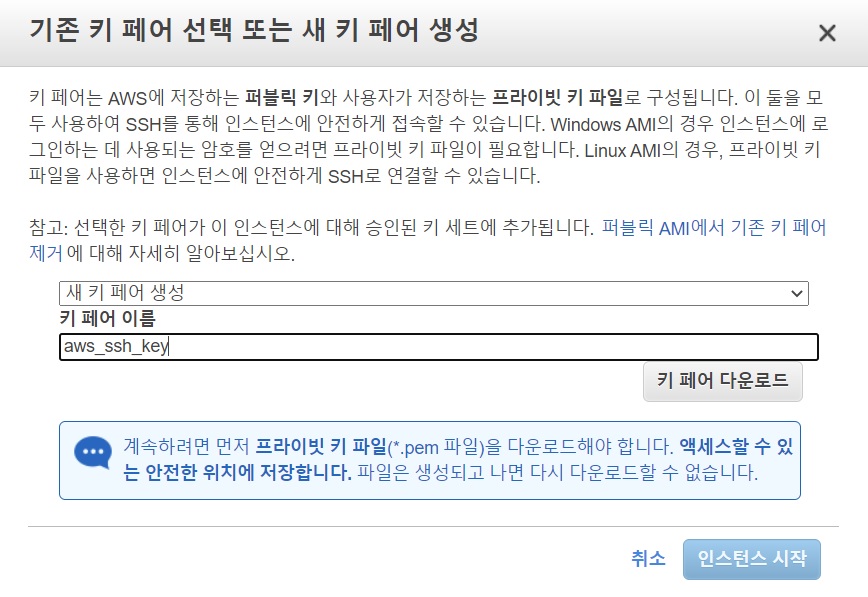 기존 키 페어 선택 또는 새 키 페어 생성
키 페어는 AWS에 저장하는 퍼블릭 키와 사용자가 저장하는 프라이빗 키 파일로 구성됩니다. 이 둘을 모
두 사용하여 SSH를 통해 인스턴스에 안전하게 접속할 수 있습니다. Windows AMI의 경우 인스턴스에 로
그인하는 데 사용되는 암호를 얻으려면 프라이빗 키 파일이 필요합니다. Linux AMI의 경우, 프라이빗 키
파일을 사용하면 인스턴스에 안전하게 SSH로 연결할 수 있습니다.
참고: 선택한 키 페어가 이 인스턴스에 대해 승인된 키 세트에 추가됩니다. 퍼블릭 AMI에서 기존 키 페어
제거 에 대해 자세히 알아보십시오.
새 키 페어 생성
키 페어 이름
aws_ssh_key
키 페어 다운로드
계속하려면 먼저 프라이빗 키 파일(*.pem 파일)을 다운로드해야 합니다. 액세스할 수 있
는 안전한 위치에 저장합니다. 파일은 생성되고 나면 다시 다운로드할 수 없습니다.
취소 인스턴스 시작